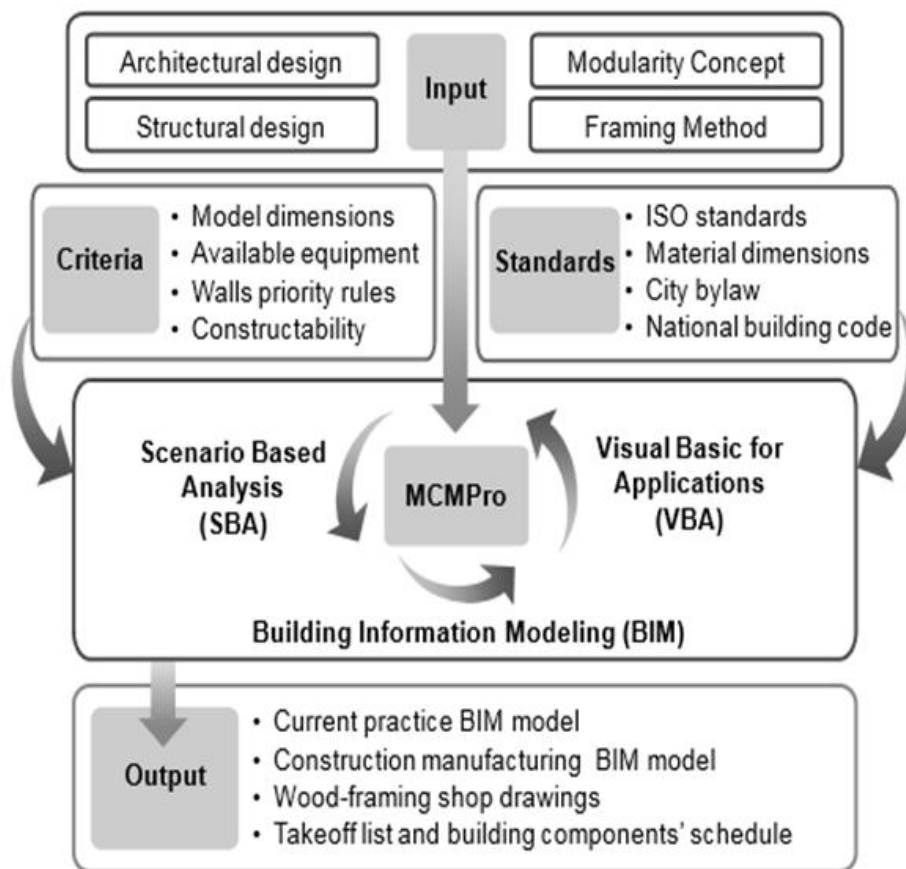 Architectural design
Structural design
Input
Modularity Concept
Framing Method
Criteria
• Model dimensions
• Available equipment
• Walls priority rules
• Constructability
Standards
• ISO standards
• Material dimensions
• City bylaw
• National building code
Scenario Based
Analysis
(SBA)
MCMPro
Visual Basic for
Applications
(VBA)
Building Information Modeling (BIM)
Output
• Current practice BIM model
• Construction manufacturing BIM model
• Wood-framing shop drawings
• Takeoff list and building components’ schedule